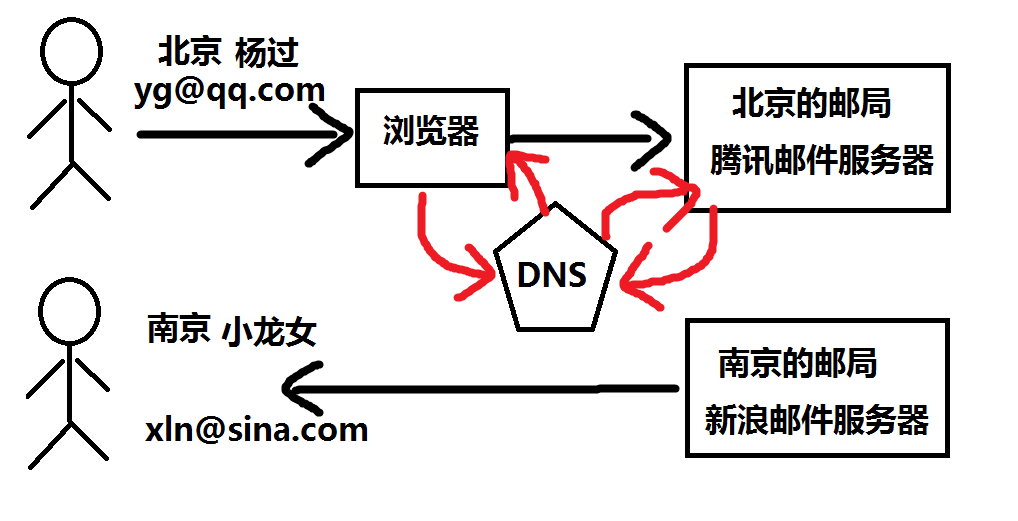 北京 杨过
yg@qq.com
浏览器
北京的邮局
腾讯邮件服务器
DNS
南京 小龙女
xln@sina.com
南京的邮局
新浪邮件服务器